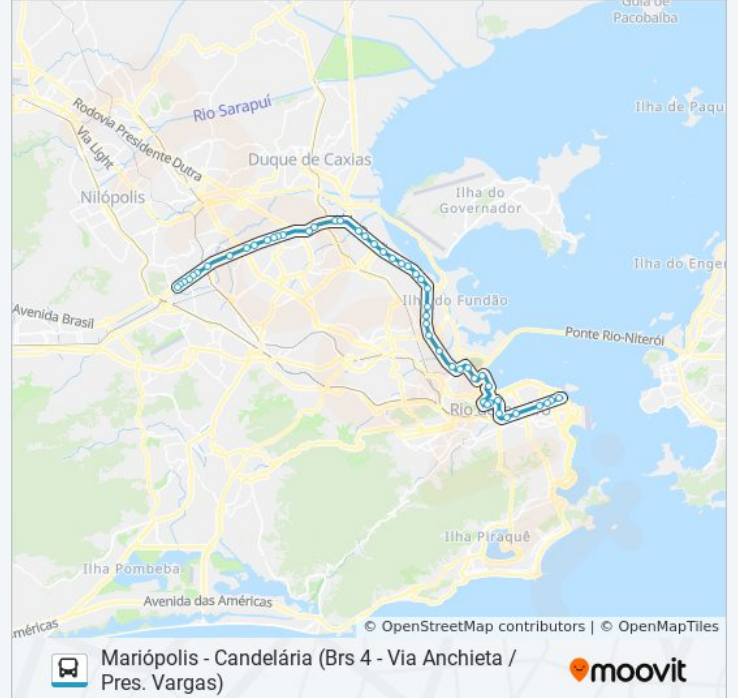 Guia de
Pacobaíba
Ilha de Paqu
Rio Sarapuí
Rodovia Presidente Dutra
Via Light
Duque de Caxias
Nilópolis
Ilha do
Governador
Ilha do Enge
Avenida Brasil
Ilha do Fundão
Ponte Rio-Niterói
Rio
Ilha Piraquê
Ilha Pombeba
Avenida das Américas
méricas
© OpenStreetMap contributors | © OpenMapTiles
Mariópolis - Candelária (Brs 4 - Via Anchieta /
Pres. Vargas)
moovit